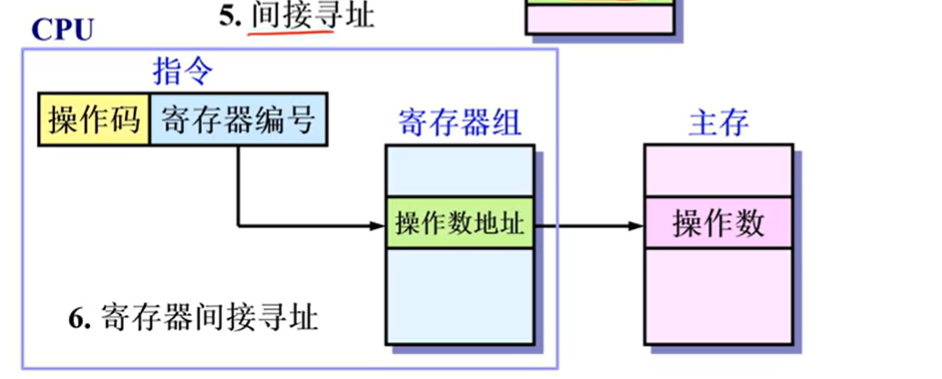 5. 间接寻址
CPU
指令
操作码 寄存器编号
寄存器组
主存
操作数地址
操作数
6. 寄存器间接寻址